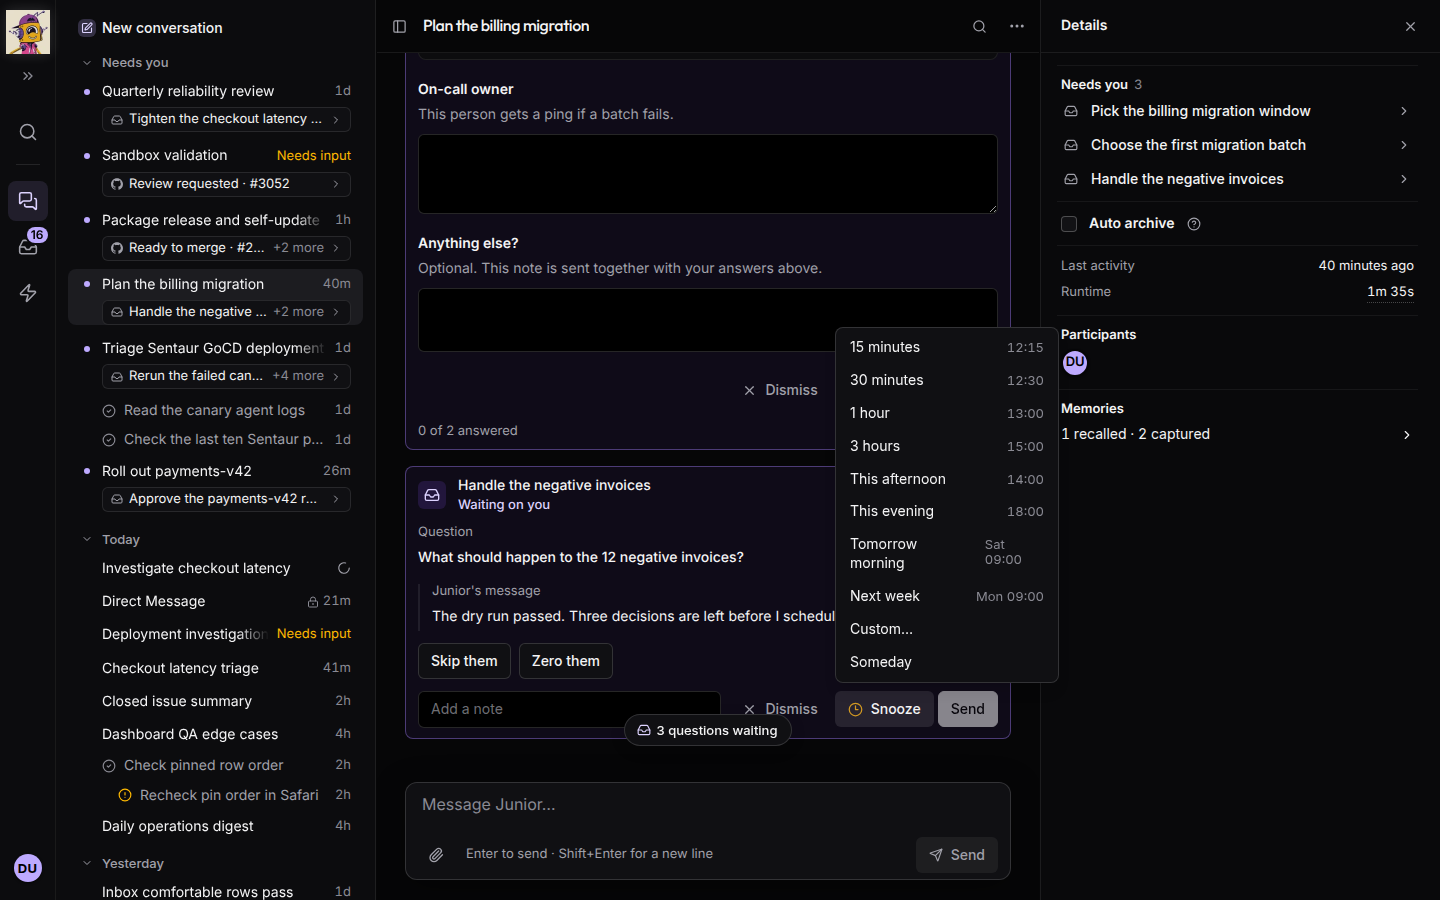 New conversation
Needs you
Quarterly reliability review 1d
Tighten the checkout latency ...
Sandbox validation Needs input
Review requested · #3052
Package release and self-update 1h
Ready to merge · #2... +2 more
Plan the billing migration 40m
Handle the negative ... +2 more
Triage Sentaur GoCD deployment 1d
Rerun the failed can... +4 more
Read the canary agent logs 1d
Check the last ten Sentaur p... 1d
Roll out payments-v42 26m
Approve the payments-v42 r...
Today
Investigate checkout latency
Direct Message 21m
Deployment investigation Needs input
Checkout latency triage 41m
Closed issue summary 2h
Dashboard QA edge cases 4h
Check pinned row order 2h
Recheck pin order in Safari 2h
Daily operations digest 4h
Yesterday
Inbox comfortable rows pass 1d
16
DU
Plan the billing migration
On-call owner
This person gets a ping if a batch fails.
Anything else?
Optional. This note is sent together with your answers above.
Dismiss
0 of 2 answered
Handle the negative invoices
Waiting on you
Question
What should happen to the 12 negative invoices?
Junior's message
The dry run passed. Three decisions are left before I schedul
Skip them Zero them
Add a note Dismiss Snooze Send
3 questions waiting
Message Junior...
Enter to send · Shift+Enter for a new line Send
15 minutes 12:15
30 minutes 12:30
1 hour 13:00
3 hours 15:00
This afternoon 14:00
This evening 18:00
Tomorrow morning Sat 09:00
Next week Mon 09:00
Custom...
Someday
Details
Needs you 3
Pick the billing migration window
Choose the first migration batch
Handle the negative invoices
Auto archive
Last activity 40 minutes ago
Runtime 1m 35s
Participants
DU
Memories
1 recalled · 2 captured